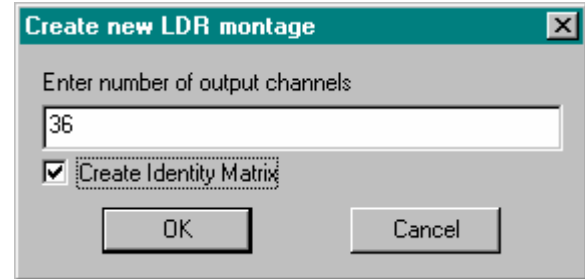 Create new LDR montage
Enter number of output channels
36
Create Identity Matrix
OK Cancel